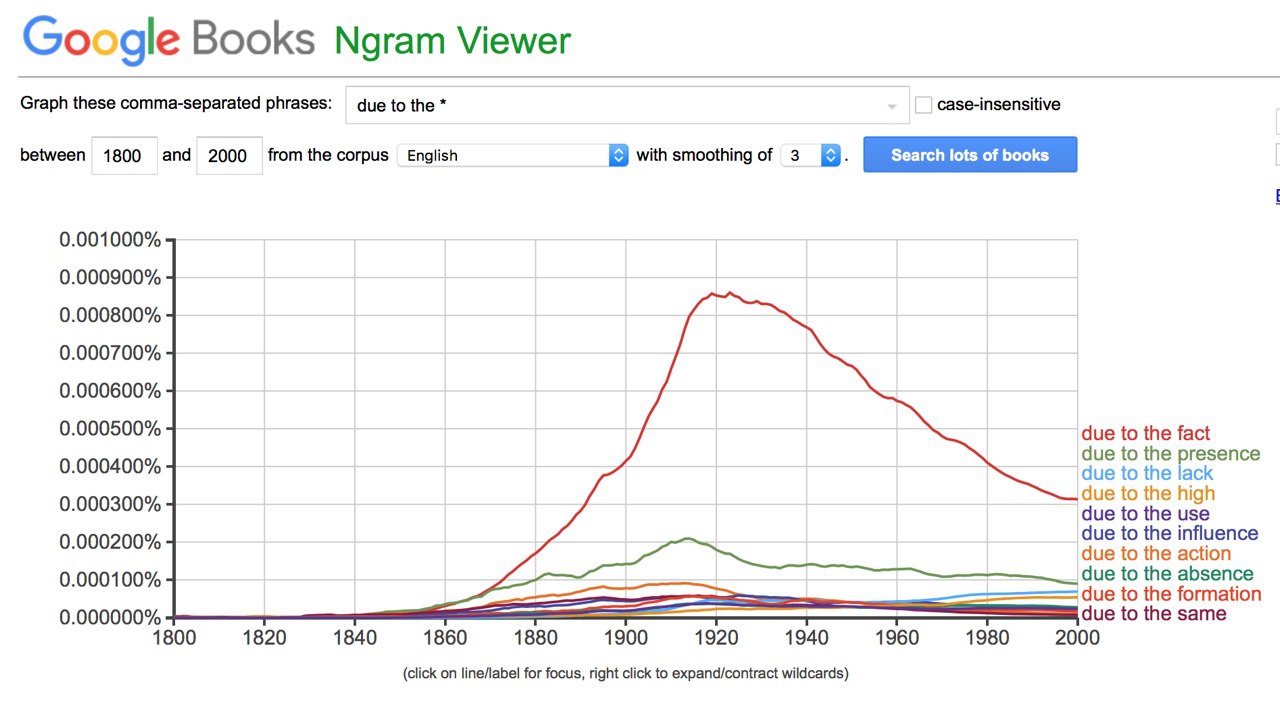 Google Books Ngram Viewer
Graph these comma-separated phrases: due to the * case-insensitive
between 1800 and 2000 from the corpus English with smoothing of 3 . Search lots of books
0.001000%
0.000900%
0.000800%
0.000700%
0.000600%
0.000500%
0.000400%
0.000300%
0.000200%
0.000100%
0.000000%
1800 1820 1840 1860 1880 1900 1920 1940 1960 1980 2000
due to the fact
due to the presence
due to the lack
due to the high
due to the use
due to the influence
due to the action
due to the absence
due to the formation
due to the same
(click on line/label for focus, right click to expand/contract wildcards)